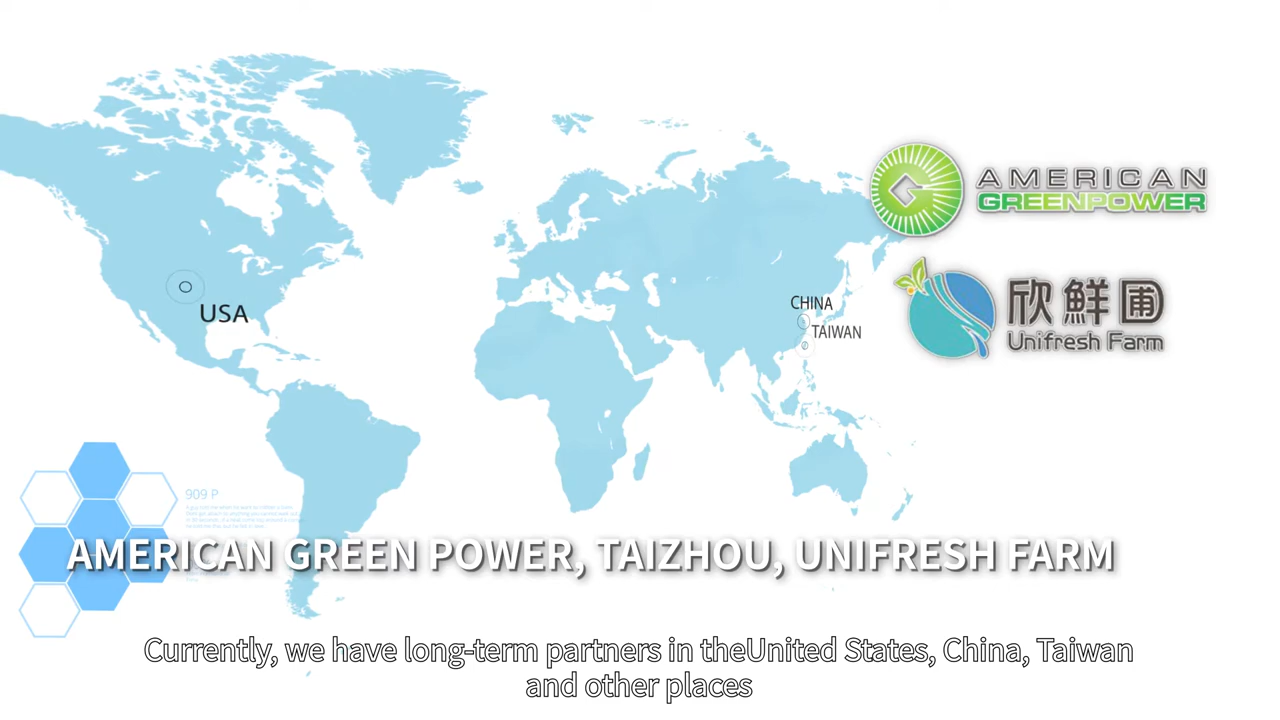 AMERICAN
GREENPOWER
欣鮮圃
Unifresh Farm
USA
CHINA
TAIWAN
909 P
AMERICAN GREEN POWER, TAIZHOU, UNIFRESH FARM
Currently, we have long-term partners in theUnited States, China, Taiwan
and other places